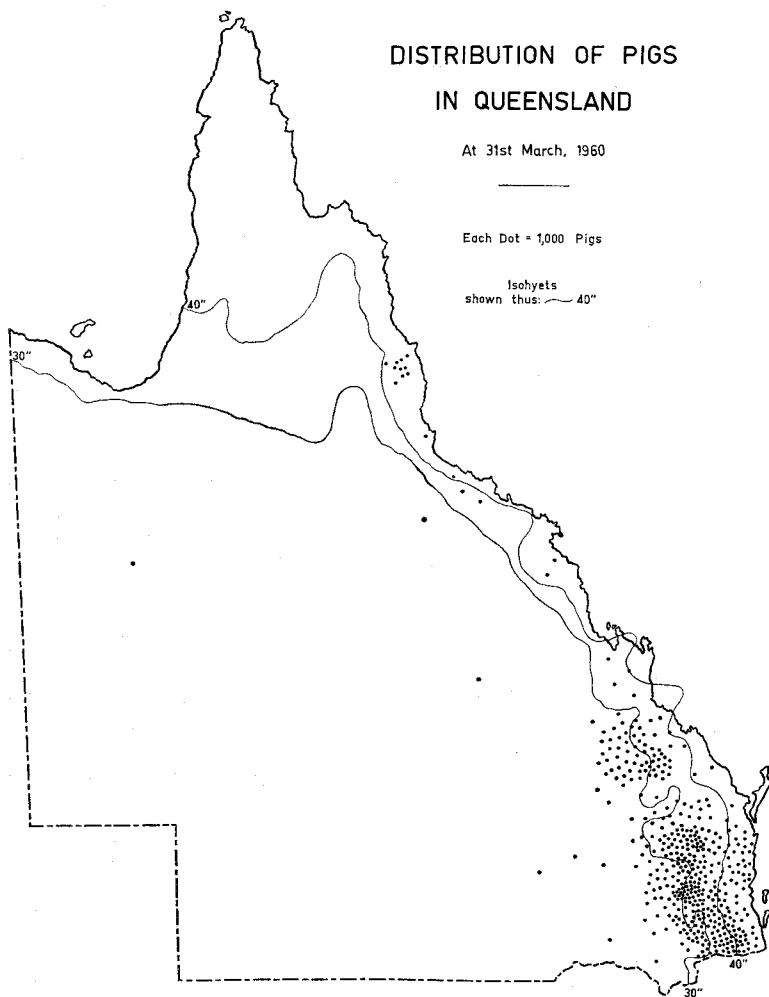 DISTRIBUTION OF PIGS
IN QUEENSLAND
At 31st March, 1960
Each Dot = 1,000 Pigs
Isohyets
shown thus: 40"
40"
30"
40"
30"